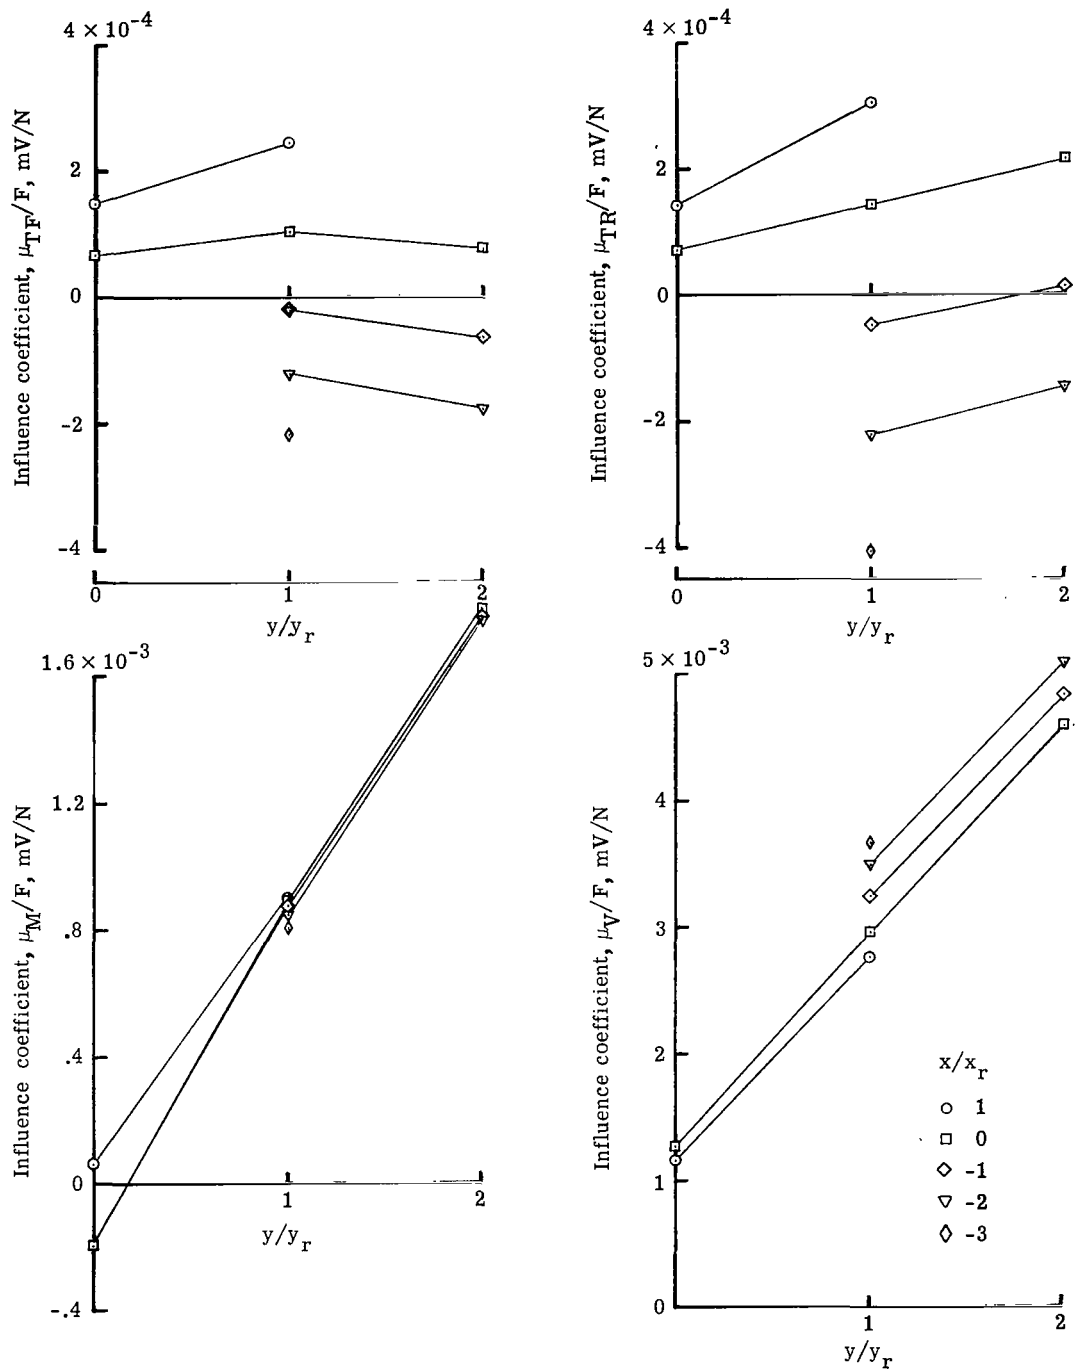 4 × 10⁻⁴
2
0
-2
-4
Influence coefficient, μ_TF/F, mV/N
0 1 2
y/y_r
4 × 10⁻⁴
2
0
-2
-4
Influence coefficient, μ_TR/F, mV/N
0 1 2
y/y_r
1.6 × 10⁻³
1.2
.8
.4
0
-.4
Influence coefficient, μ_M/F, mV/N
1 2
y/y_r
5 × 10⁻³
4
3
2
1
0
Influence coefficient, μ_V/F, mV/N
x/x_r
1
0
-1
-2
-3
1 2
y/y_r